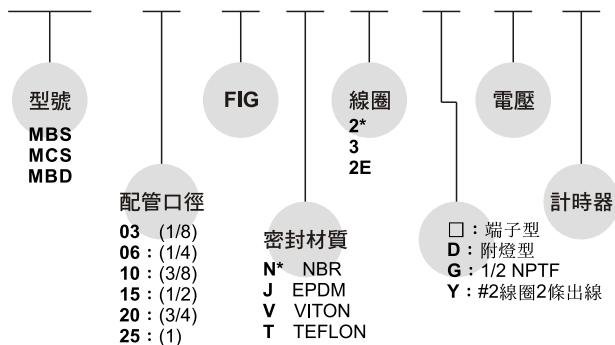 型號
MBS
MCS
MBD
配管口徑
03 (1/8)
06：(1/4)
10：(3/8)
15：(1/2)
20：(3/4)
25：(1)
FIG
密封材質
N* NBR
J EPDM
V VITON
T TEFLON
線圈
2*
3
2E
□：端子型
D：附燈型
G：1/2 NPTF
Y：#2線圈2條出線
電壓
計時器